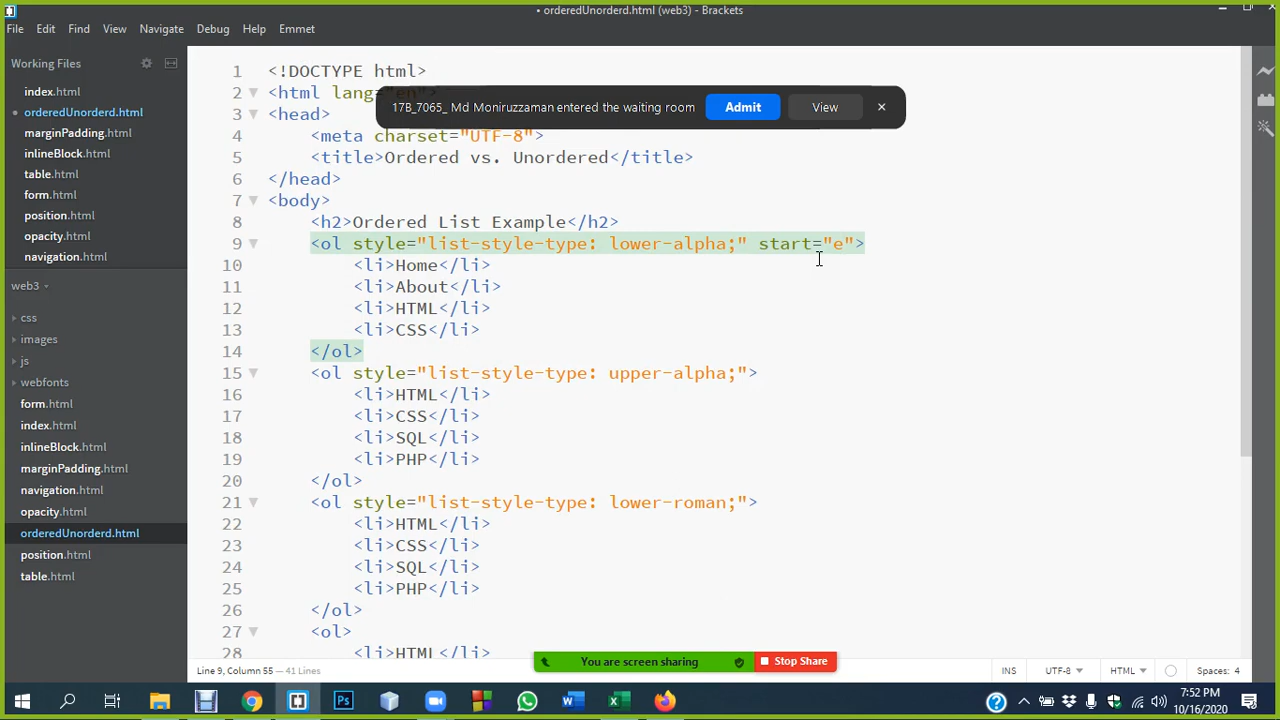 • orderedUnorderd.html (web3) - Brackets
File Edit Find View Navigate Debug Help Emmet
Working Files
index.html
orderedUnorderd.html
marginPadding.html
inlineBlock.html
table.html
form.html
position.html
opacity.html
navigation.html
web3
css
images
js
webfonts
form.html
index.html
inlineBlock.html
marginPadding.html
navigation.html
opacity.html
orderedUnorderd.html
position.html
table.html
17B_7065_ Md Moniruzzaman entered the waiting room Admit View ×
1 <!DOCTYPE html>
2 <html lang="en">
3 <head>
4 <meta charset="UTF-8">
5 <title>Ordered vs. Unordered</title>
6 </head>
7 <body>
8 <h2>Ordered List Example</h2>
9 <ol style="list-style-type: lower-alpha;" start="e">
10 <li>Home</li>
11 <li>About</li>
12 <li>HTML</li>
13 <li>CSS</li>
14 </ol>
15 <ol style="list-style-type: upper-alpha;">
16 <li>HTML</li>
17 <li>CSS</li>
18 <li>SQL</li>
19 <li>PHP</li>
20 </ol>
21 <ol style="list-style-type: lower-roman;">
22 <li>HTML</li>
23 <li>CSS</li>
24 <li>SQL</li>
25 <li>PHP</li>
26 </ol>
27 <ol>
28 <li>HTML</li>
You are screen sharing Stop Share
Line 9, Column 55 — 41 Lines INS UTF-8 HTML Spaces: 4
7:52 PM
10/16/2020